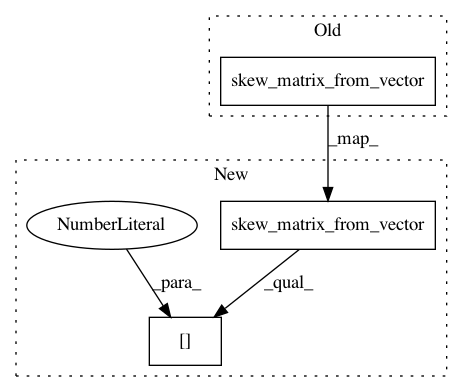 Old
skew_matrix_from_vector
_map_
New
NumberLiteral
skew_matrix_from_vector
_para_
_qual_
[]